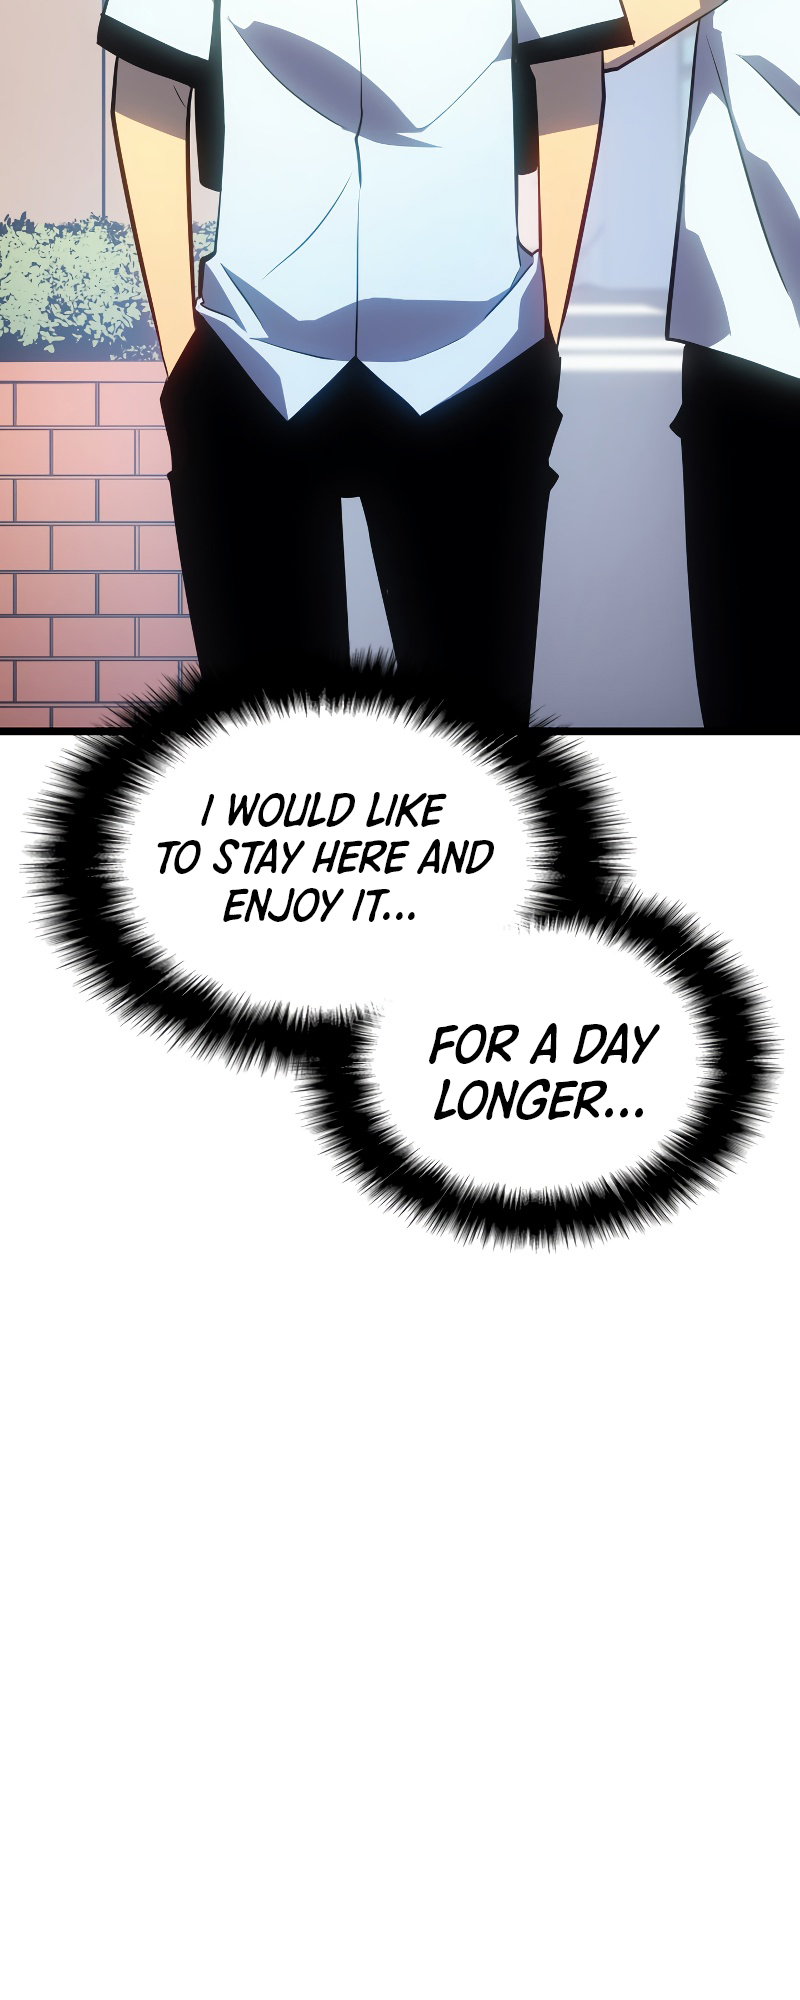 I WOULD LIKE
TO STAY HERE AND
ENJOY IT...
FOR A DAY
LONGER...